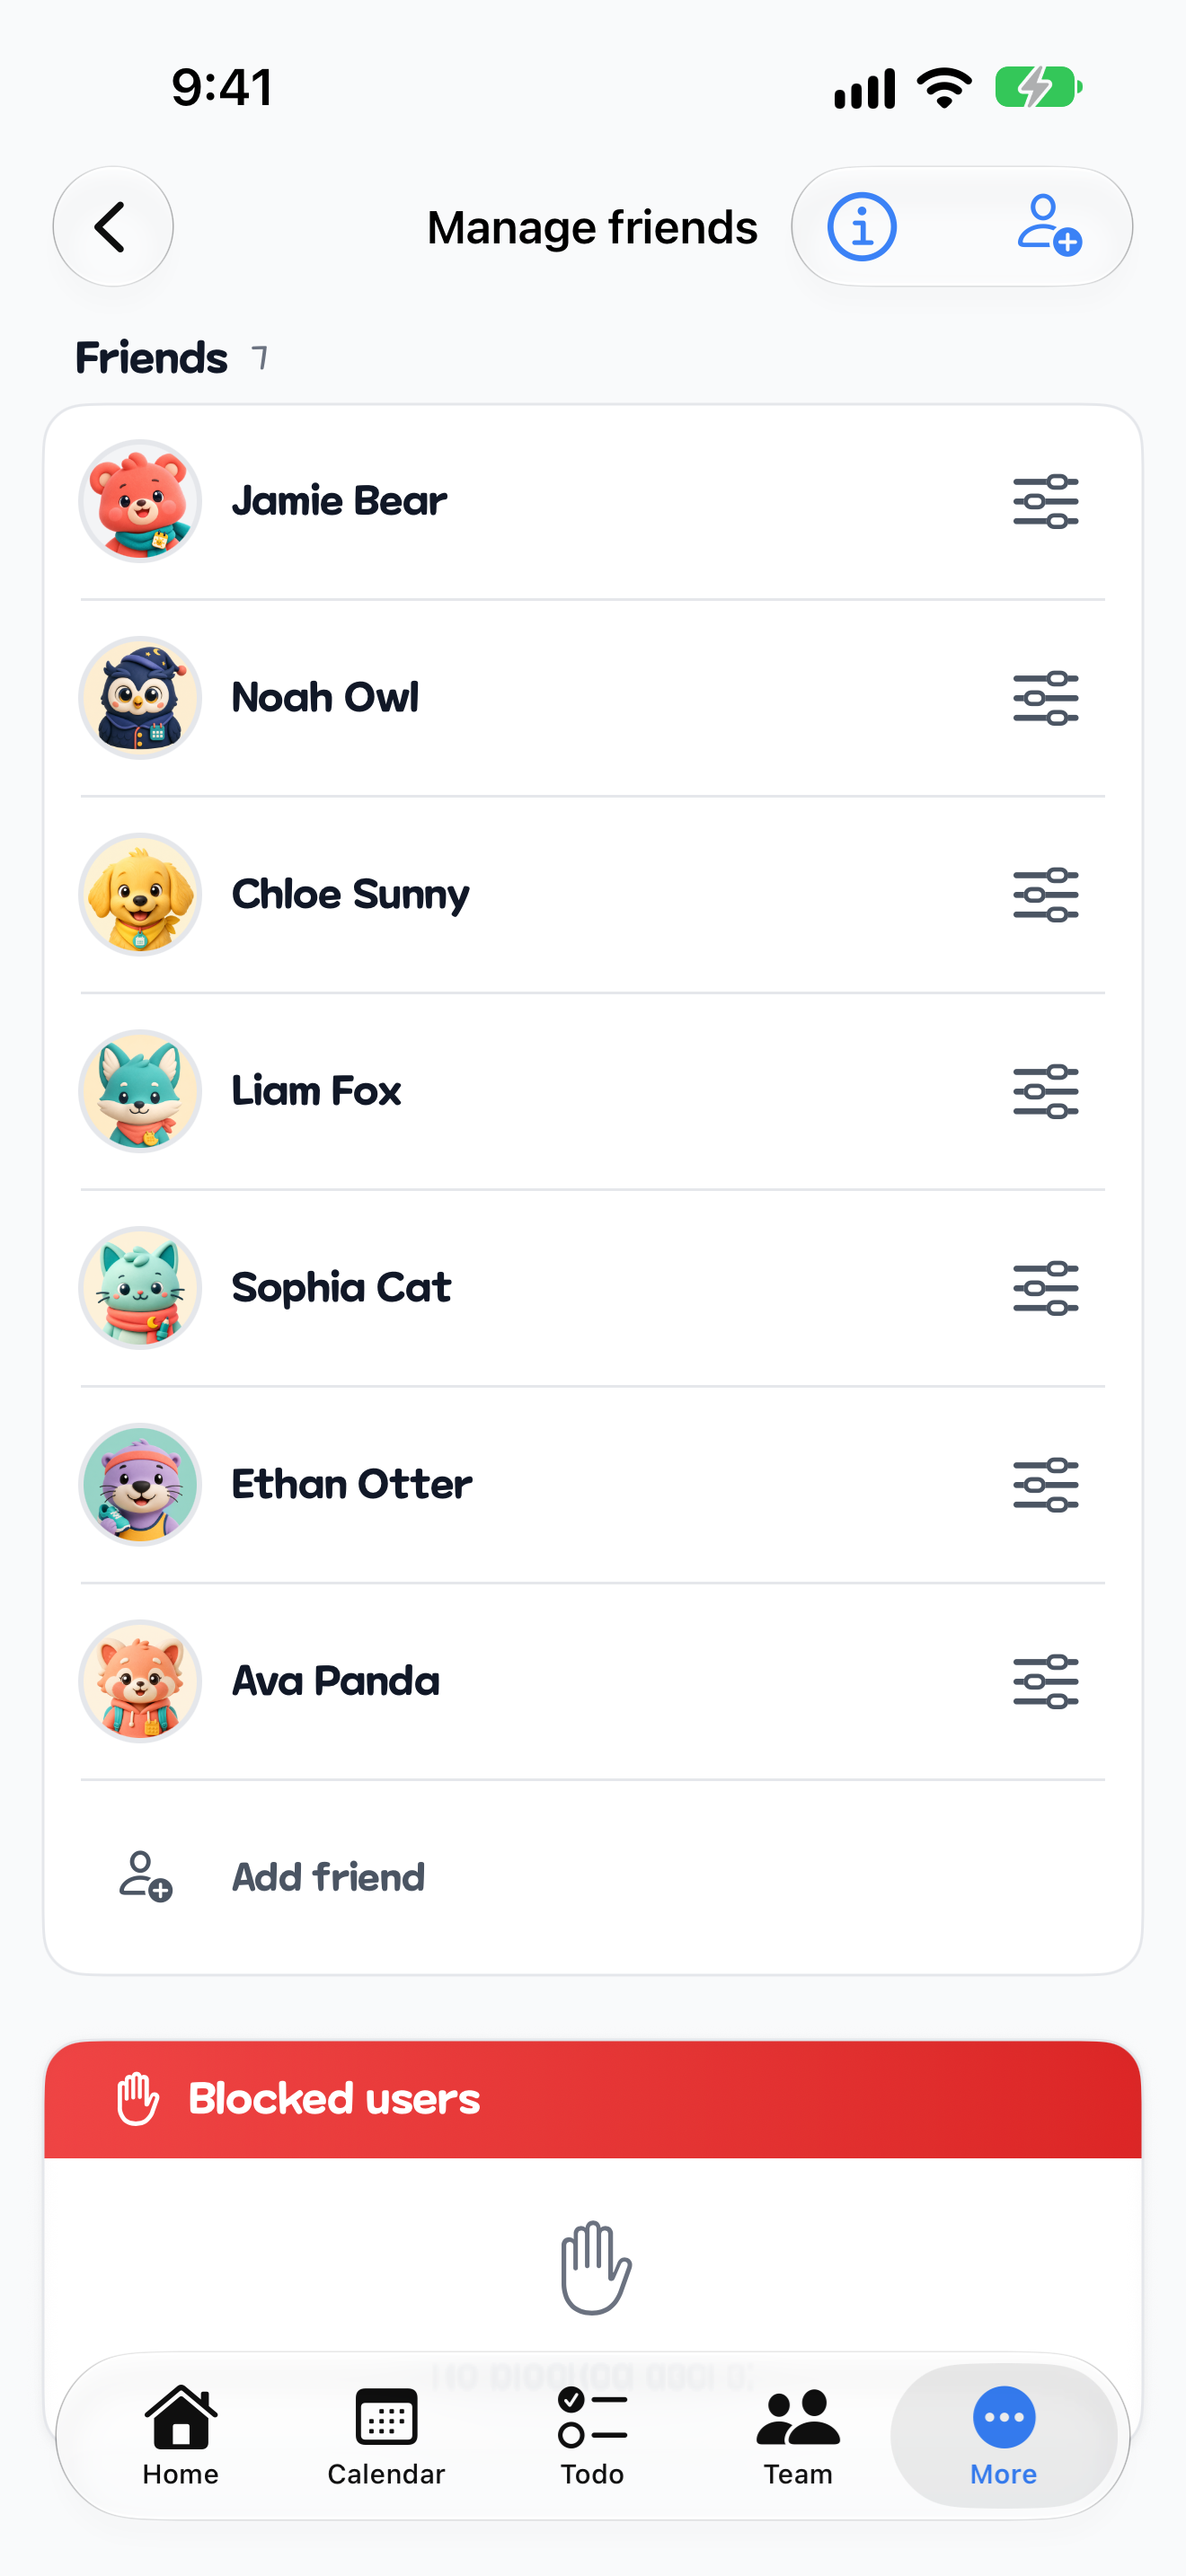 9:41
Manage friends
Friends 7
Jamie Bear
Noah Owl
Chloe Sunny
Liam Fox
Sophia Cat
Ethan Otter
Ava Panda
Add friend
Blocked users
Home Calendar Todo Team More